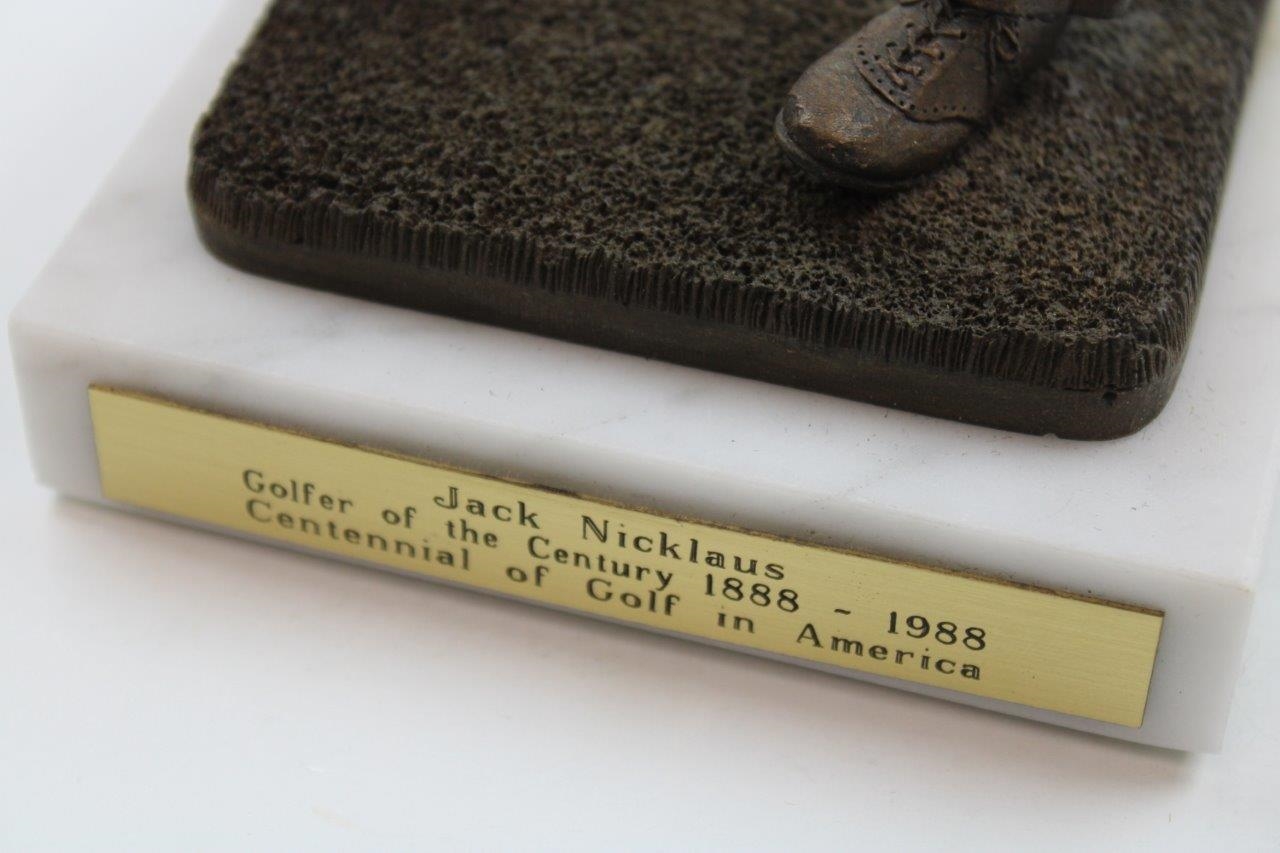 Jack Nicklaus
Golfer of the Century 1888 - 1988
Centennial of Golf in America